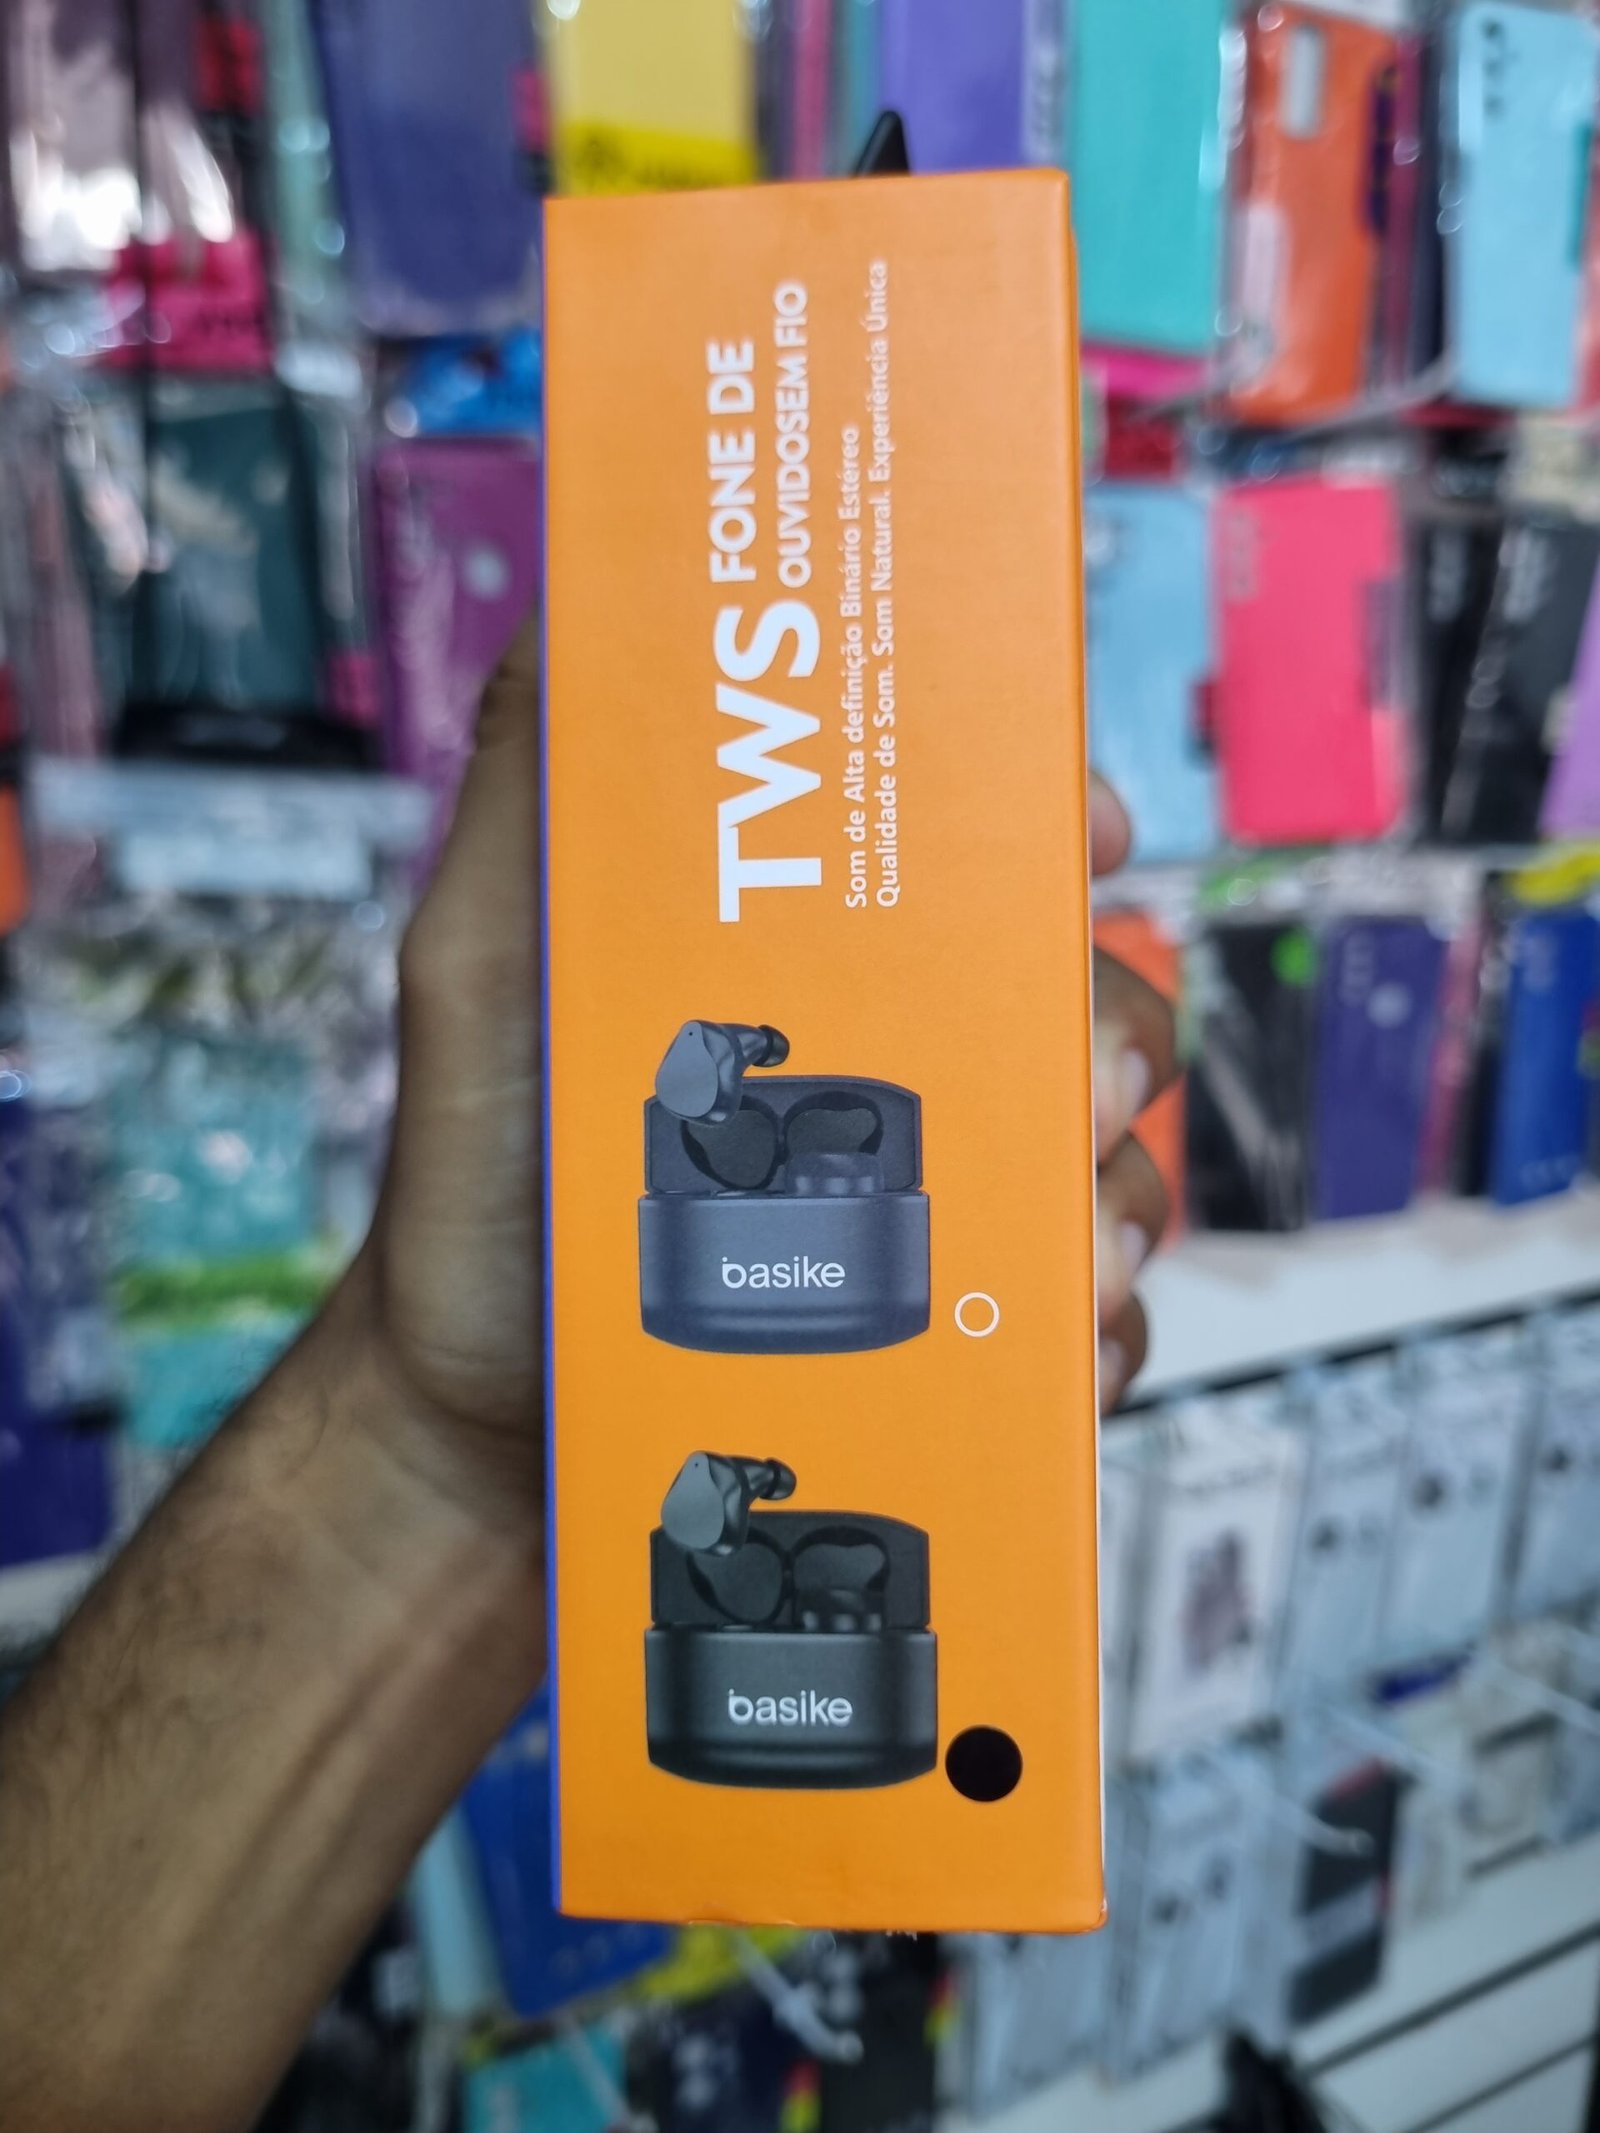 TWS FONE DE
OUVIDOSEM FIO
Som de Alta definição Binário Estéreo
Qualidade de Som. Som Natural. Experiência Única
basike
basike